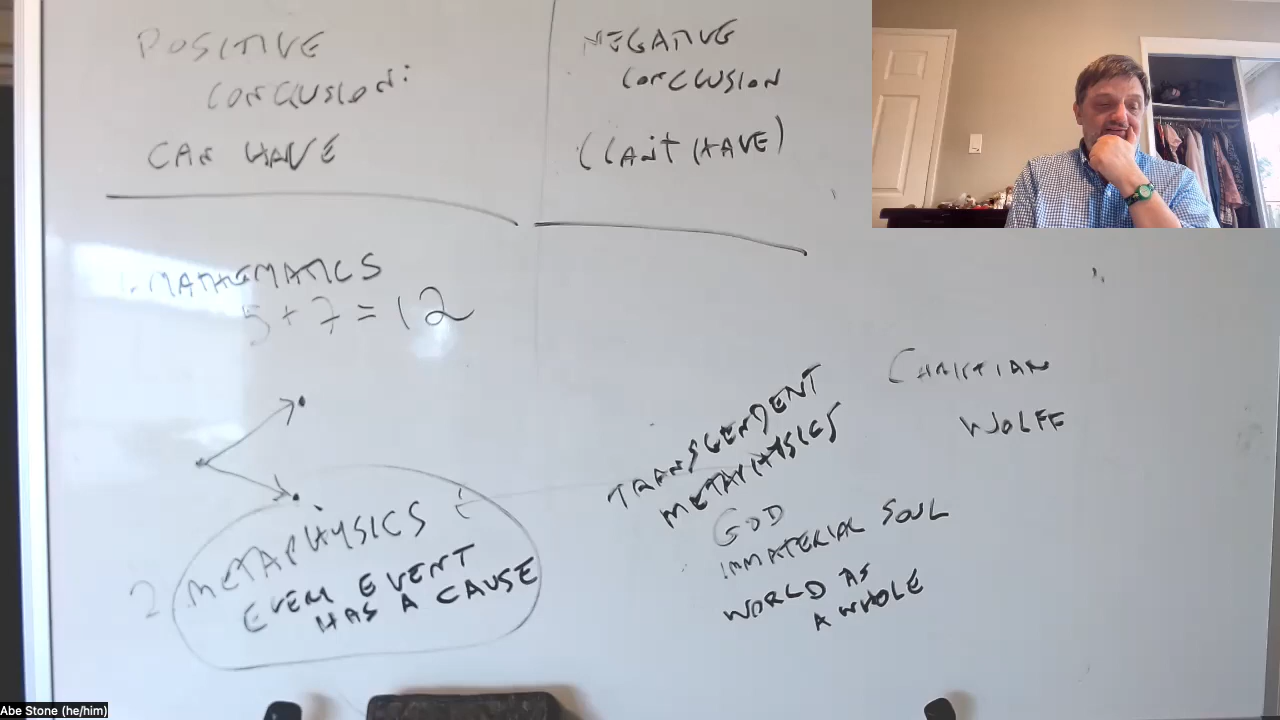 POSITIVE
CONCLUSION:
CAN HAVE
NEGATIVE
CONCLUSION
(CAN'T HAVE)
1. MATHEMATICS
5 + 7 = 12
2 METAPHYSICS
EVERY EVENT
HAS A CAUSE
TRANSCENDENT
METAPHYSICS
GOD
IMMATERIAL SOUL
WORLD AS
A WHOLE
CHRISTIAN
WOLFF
Abe Stone (he/him)